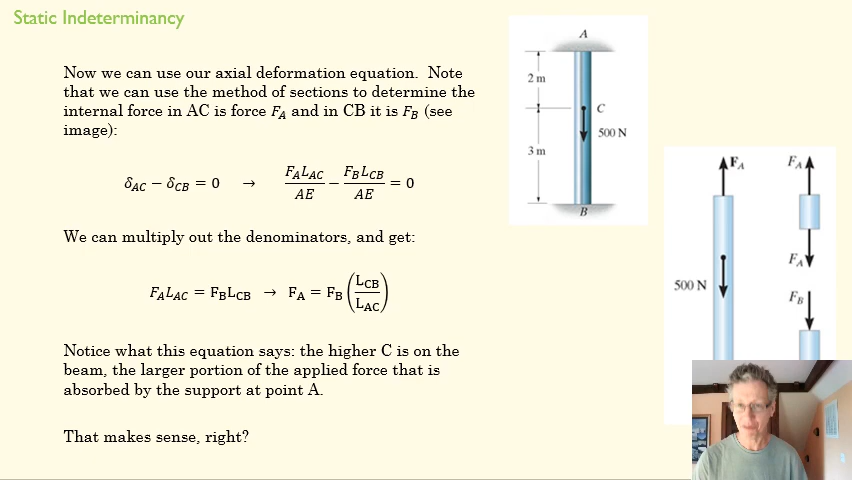 Static Indeterminancy
Now we can use our axial deformation equation. Note
that we can use the method of sections to determine the
internal force in AC is force F_A and in CB it is F_B (see
image):
δ_AC − δ_CB = 0 → F_A L_AC / AE − F_B L_CB / AE = 0
We can multiply out the denominators, and get:
F_A L_AC = F_B L_CB → F_A = F_B (L_CB / L_AC)
Notice what this equation says: the higher C is on the
beam, the larger portion of the applied force that is
absorbed by the support at point A.
That makes sense, right?
A
2 m
C
500 N
3 m
B
F_A
F_A
500 N
F_A
F_B